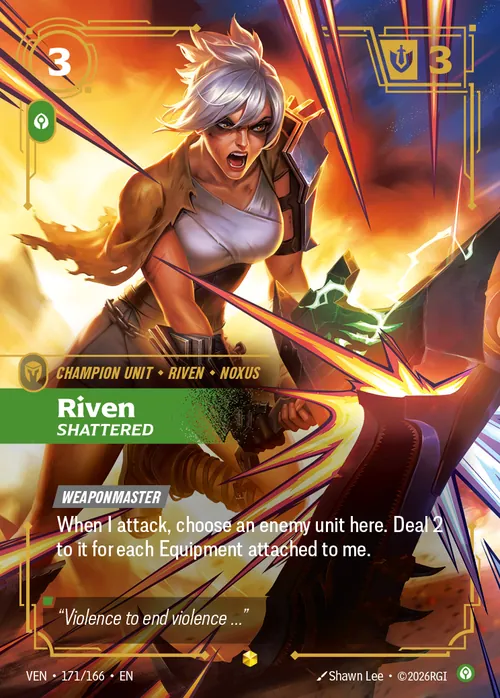 3
3
CHAMPION UNIT • RIVEN • NOXUS
Riven
SHATTERED
WEAPONMASTER
When I attack, choose an enemy unit here. Deal 2
to it for each Equipment attached to me.
“Violence to end violence ...”
VEN • 171/166 • EN
Shawn Lee • ©2026RGI